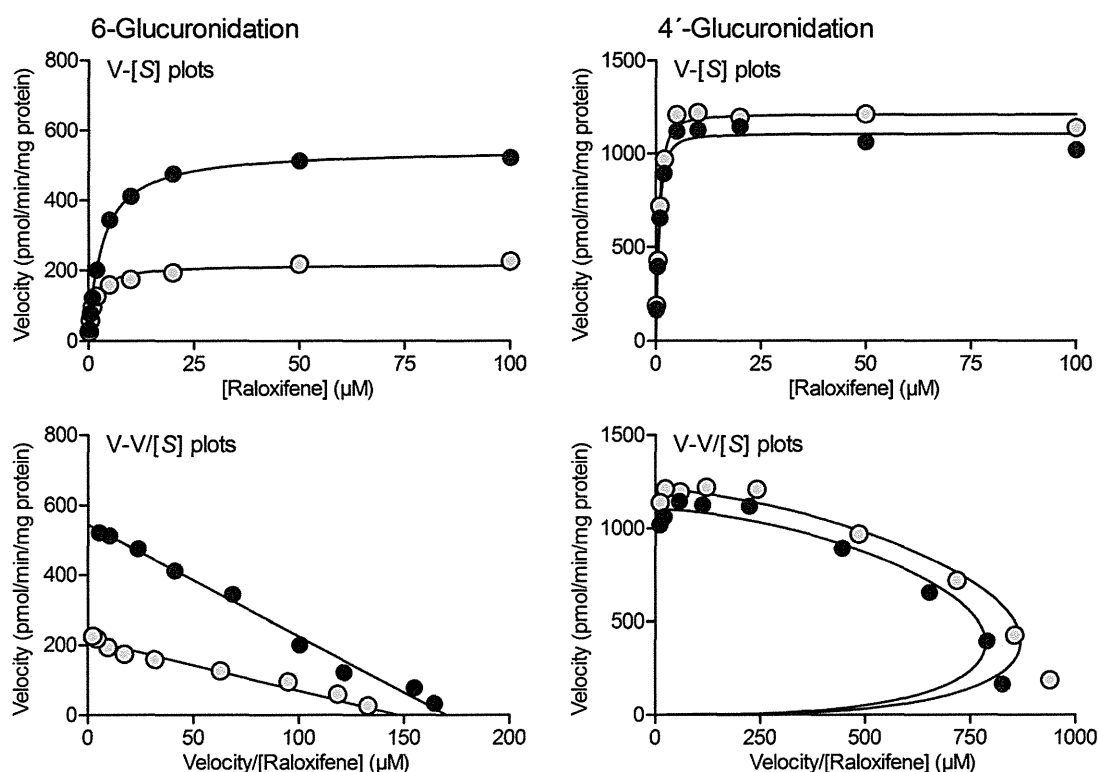 6-Glucuronidation
V-[S] plots
Velocity (pmol/min/mg protein)
800
600
400
200
0
0 25 50 75 100
[Raloxifene] (µM)
4´-Glucuronidation
V-[S] plots
Velocity (pmol/min/mg protein)
1500
1000
500
0
0 25 50 75 100
[Raloxifene] (µM)
V-V/[S] plots
Velocity (pmol/min/mg protein)
800
600
400
200
0
0 50 100 150 200
Velocity/[Raloxifene] (µM)
V-V/[S] plots
Velocity (pmol/min/mg protein)
1500
1000
500
0
0 250 500 750 1000
Velocity/[Raloxifene] (µM)